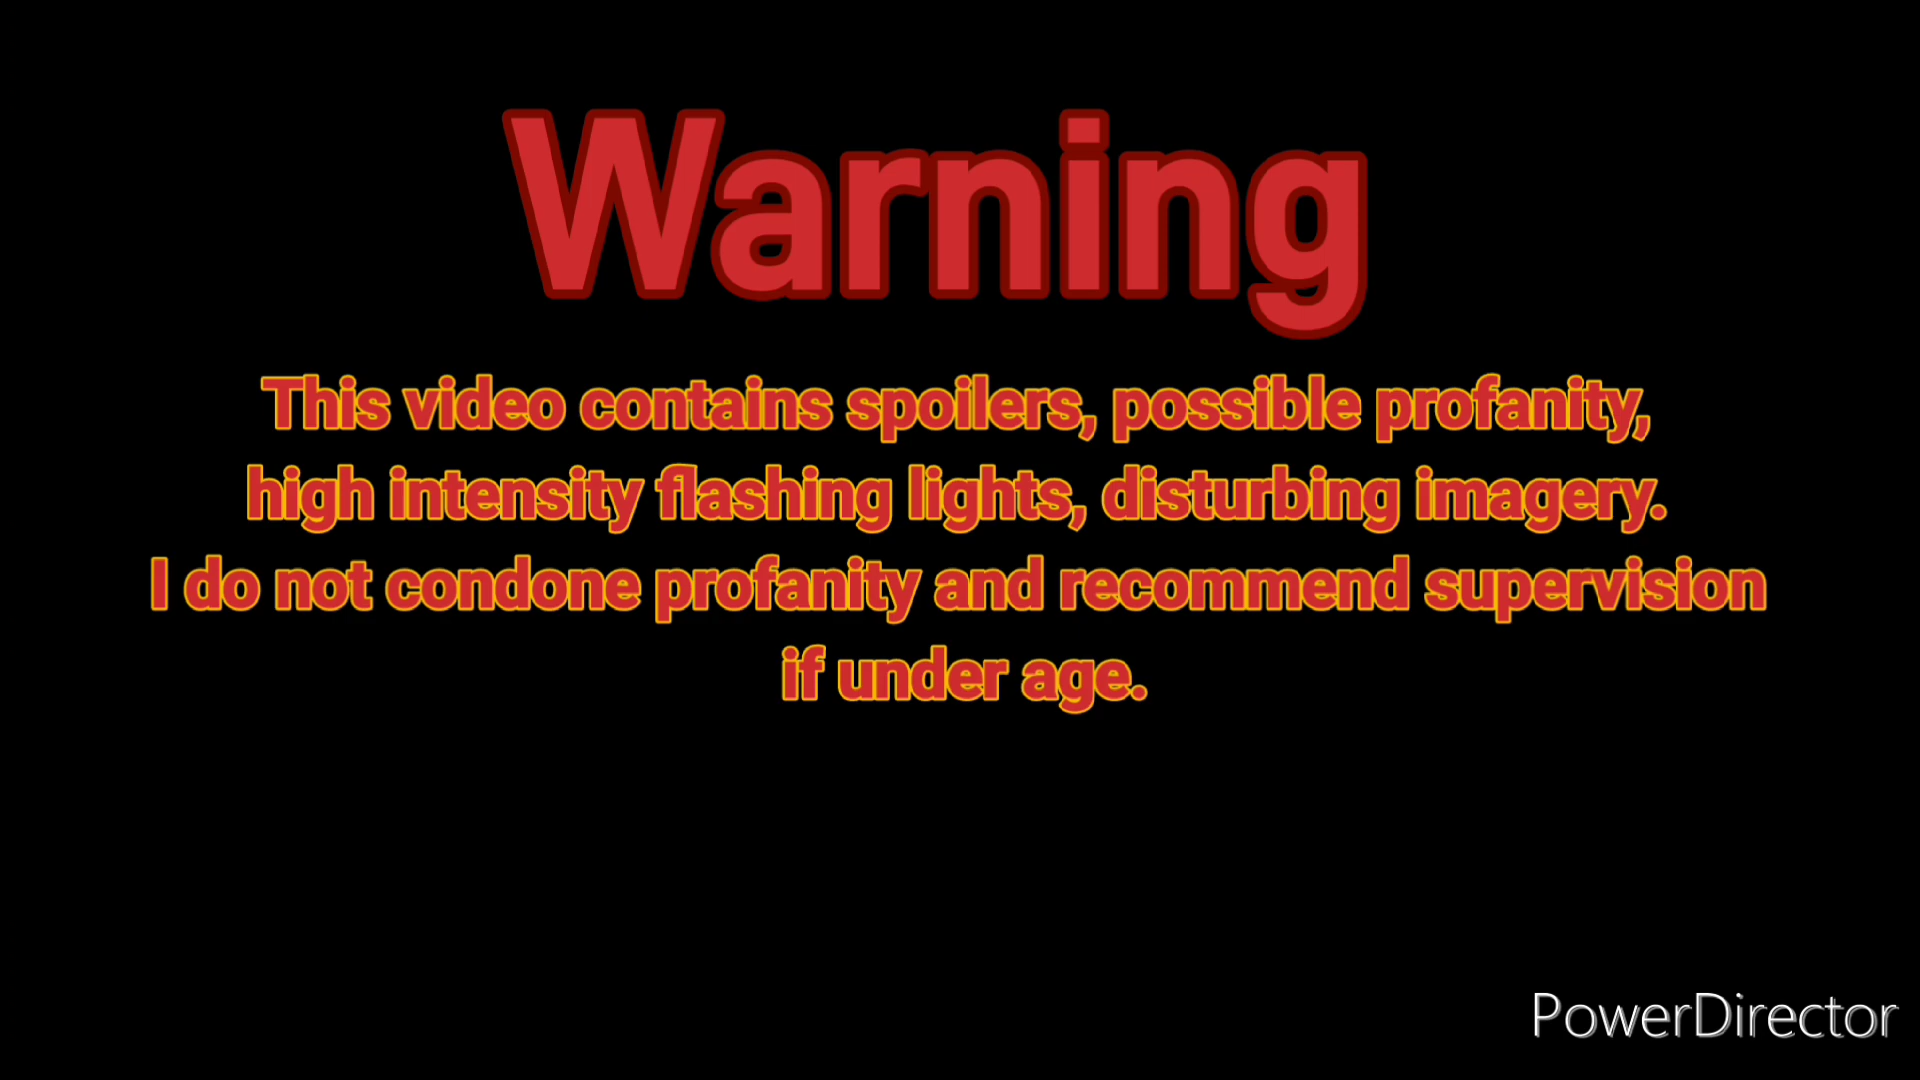 Warning
This video contains spoilers, possible profanity,
high intensity flashing lights, disturbing imagery.
I do not condone profanity and recommend supervision
if under age.
PowerDirector